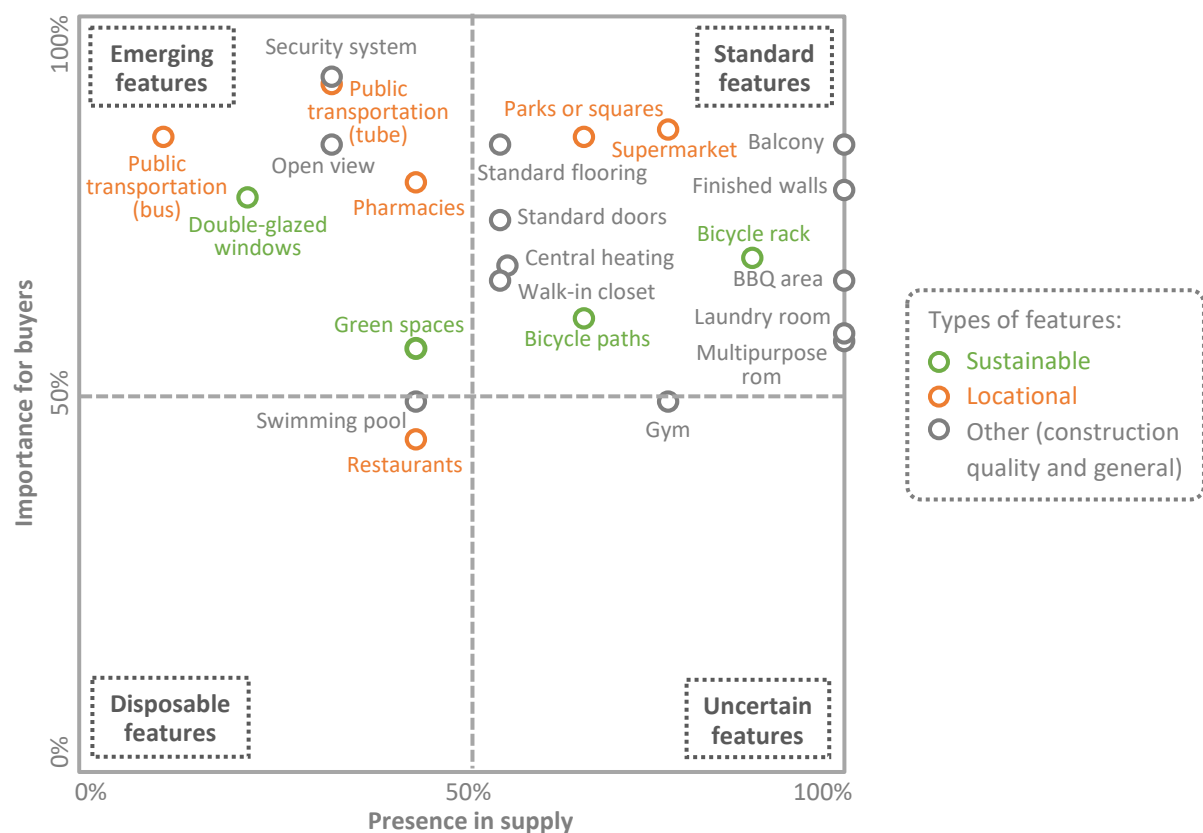 100%
Emerging
features
Security system
Standard
features
Public
transportation
(tube)
Parks or squares
Public
transportation
(bus)
Open view
Supermarket
Balcony
Standard flooring
Pharmacies
Finished walls
Double-glazed
windows
Standard doors
Bicycle rack
Central heating
BBQ area
Walk-in closet
Green spaces
Bicycle paths
Laundry room
Multipurpose
rom
Types of features:
Sustainable
Locational
Other (construction
quality and general)
Importance for buyers
50%
Swimming pool
Gym
Restaurants
Disposable
features
Uncertain
features
0%
0%
50%
100%
Presence in supply